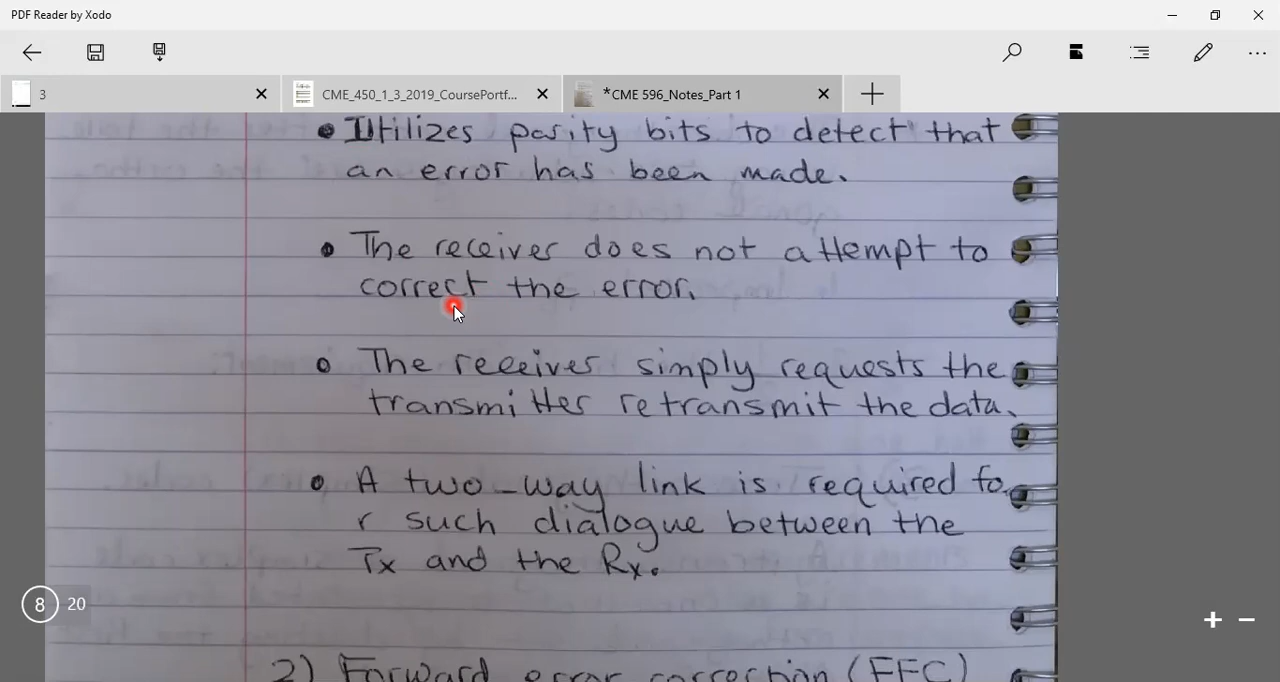 PDF Reader by Xodo
3
CME_450_1_3_2019_CoursePortf...
*CME 596_Notes_Part 1
• Utilizes parity bits to detect that
an error has been made.
• The receiver does not attempt to
correct the error.
• The receiver simply requests the
transmitter retransmit the data.
• A two-way link is required fo
r such dialogue between the
Tx and the Rx.
8 20
2) Forward error correction (FEC)